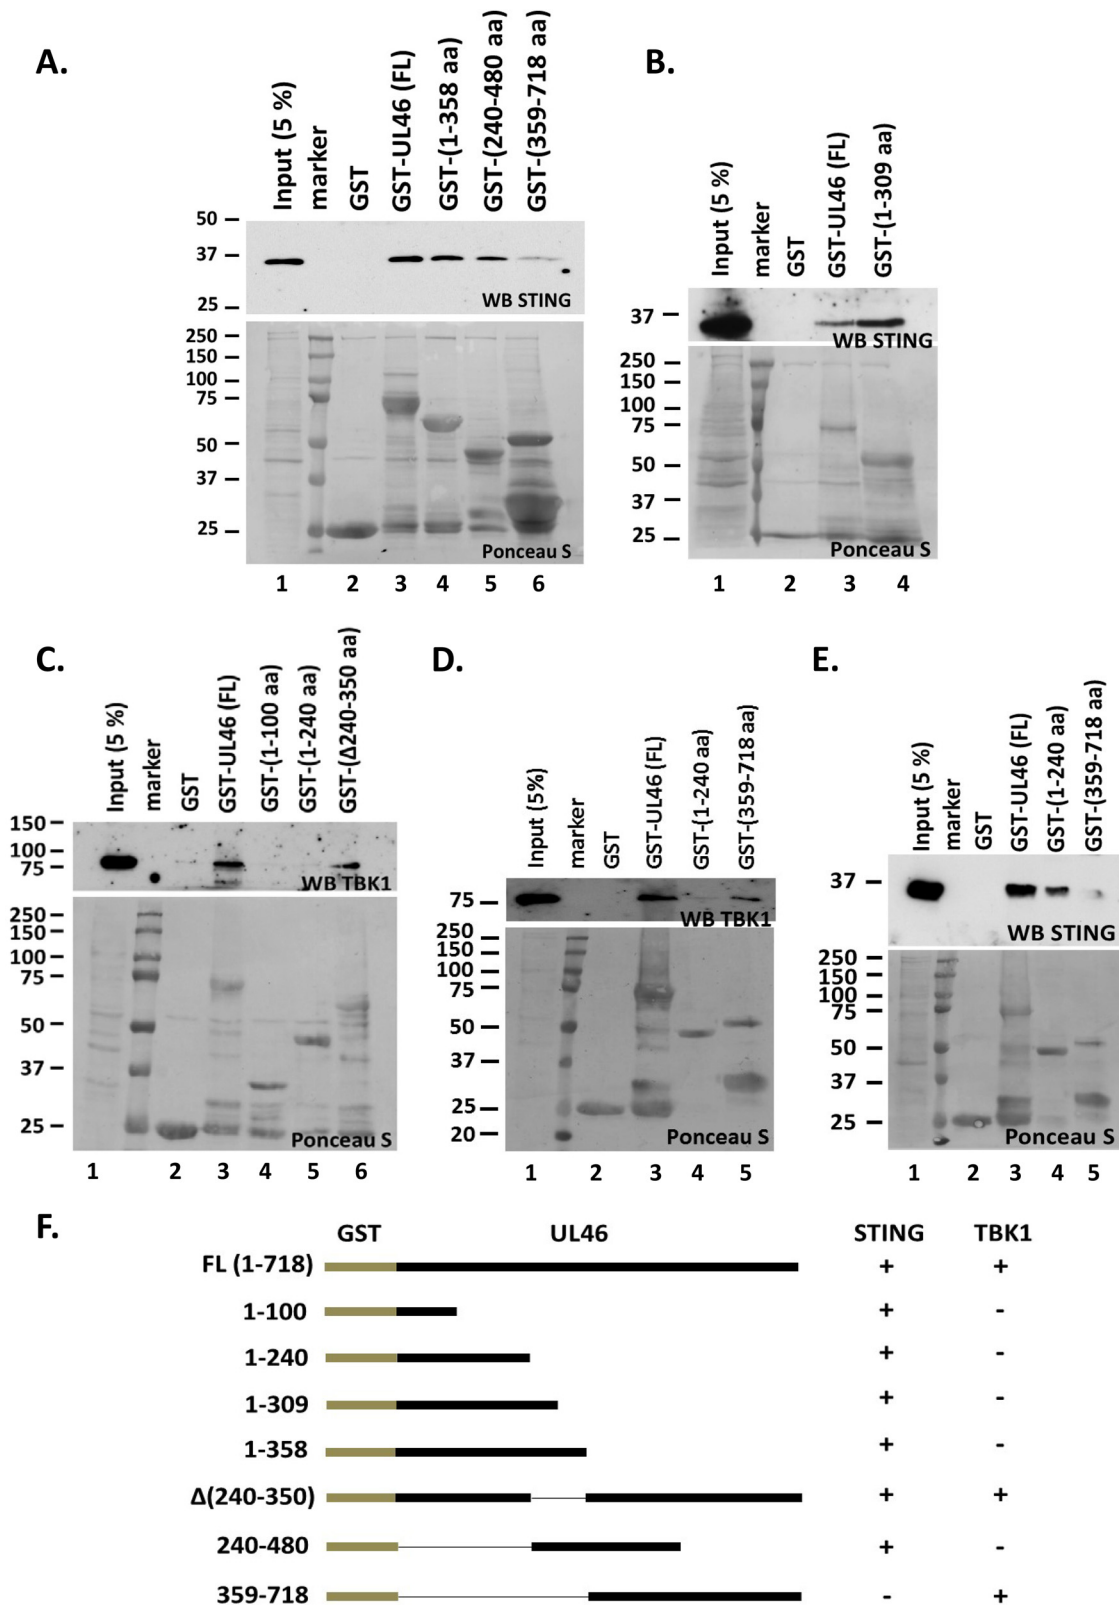 A.
Input (5 %)
marker
GST
GST-UL46 (FL)
GST-(1-358 aa)
GST-(240-480 aa)
GST-(359-718 aa)
50
37
25
WB STING
250
150
100
75
50
37
25
Ponceau S
1 2 3 4 5 6
B.
Input (5 %)
marker
GST
GST-UL46 (FL)
GST-(1-309 aa)
37
WB STING
250
150
100
75
50
37
25
Ponceau S
1 2 3 4
C.
Input (5 %)
marker
GST
GST-UL46 (FL)
GST-(1-100 aa)
GST-(1-240 aa)
GST-(Δ240-350 aa)
150
100
75
WB TBK1
250
150
100
75
50
37
25
Ponceau S
1 2 3 4 5 6
D.
Input (5%)
marker
GST
GST-UL46 (FL)
GST-(1-240 aa)
GST-(359-718 aa)
75
WB TBK1
250
150
100
75
50
37
25
20
Ponceau S
1 2 3 4 5
E.
Input (5 %)
marker
GST
GST-UL46 (FL)
GST-(1-240 aa)
GST-(359-718 aa)
37
WB STING
250
150
100
75
50
37
25
Ponceau S
1 2 3 4 5
F.
GST UL46 STING TBK1
FL (1-718) + +
1-100 + -
1-240 + -
1-309 + -
1-358 + -
Δ(240-350) + +
240-480 + -
359-718 - +